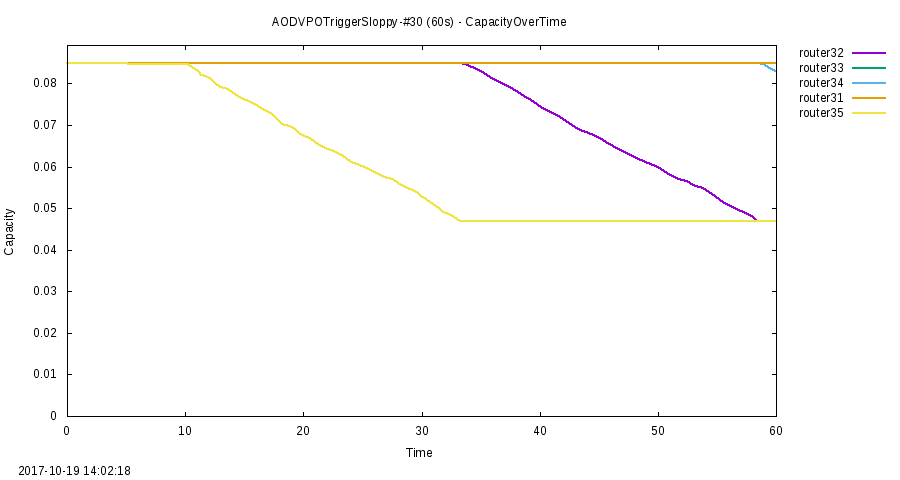 AODVPOTriggerSloppy-#30 (60s) - CapacityOverTime
router32
router33
router34
router31
router35
0.08
0.07
0.06
0.05
0.04
0.03
0.02
0.01
0
Capacity
0 10 20 30 40 50 60
Time
2017-10-19 14:02:18